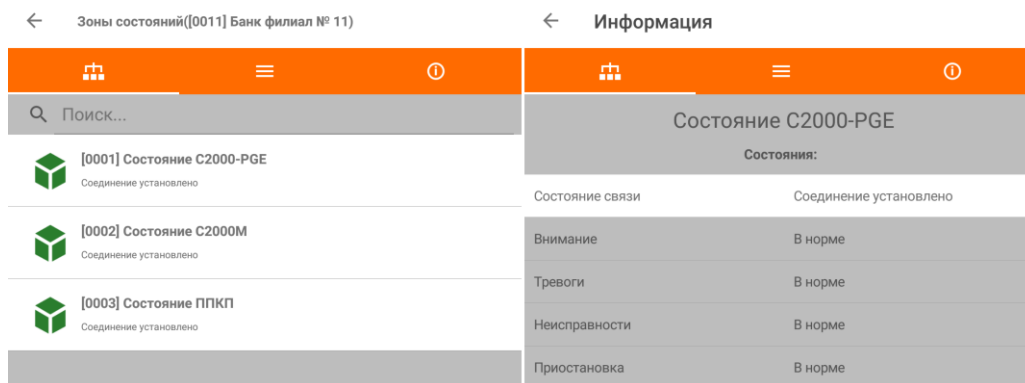 Зоны состояний([0011] Банк филиал № 11)
Поиск...
[0001] Состояние С2000-PGE
Соединение установлено
[0002] Состояние С2000М
Соединение установлено
[0003] Состояние ППКП
Соединение установлено
Информация
Состояние С2000-PGE
Состояния:
Состояние связи Соединение установлено
Внимание В норме
Тревоги В норме
Неисправности В норме
Приостановка В норме